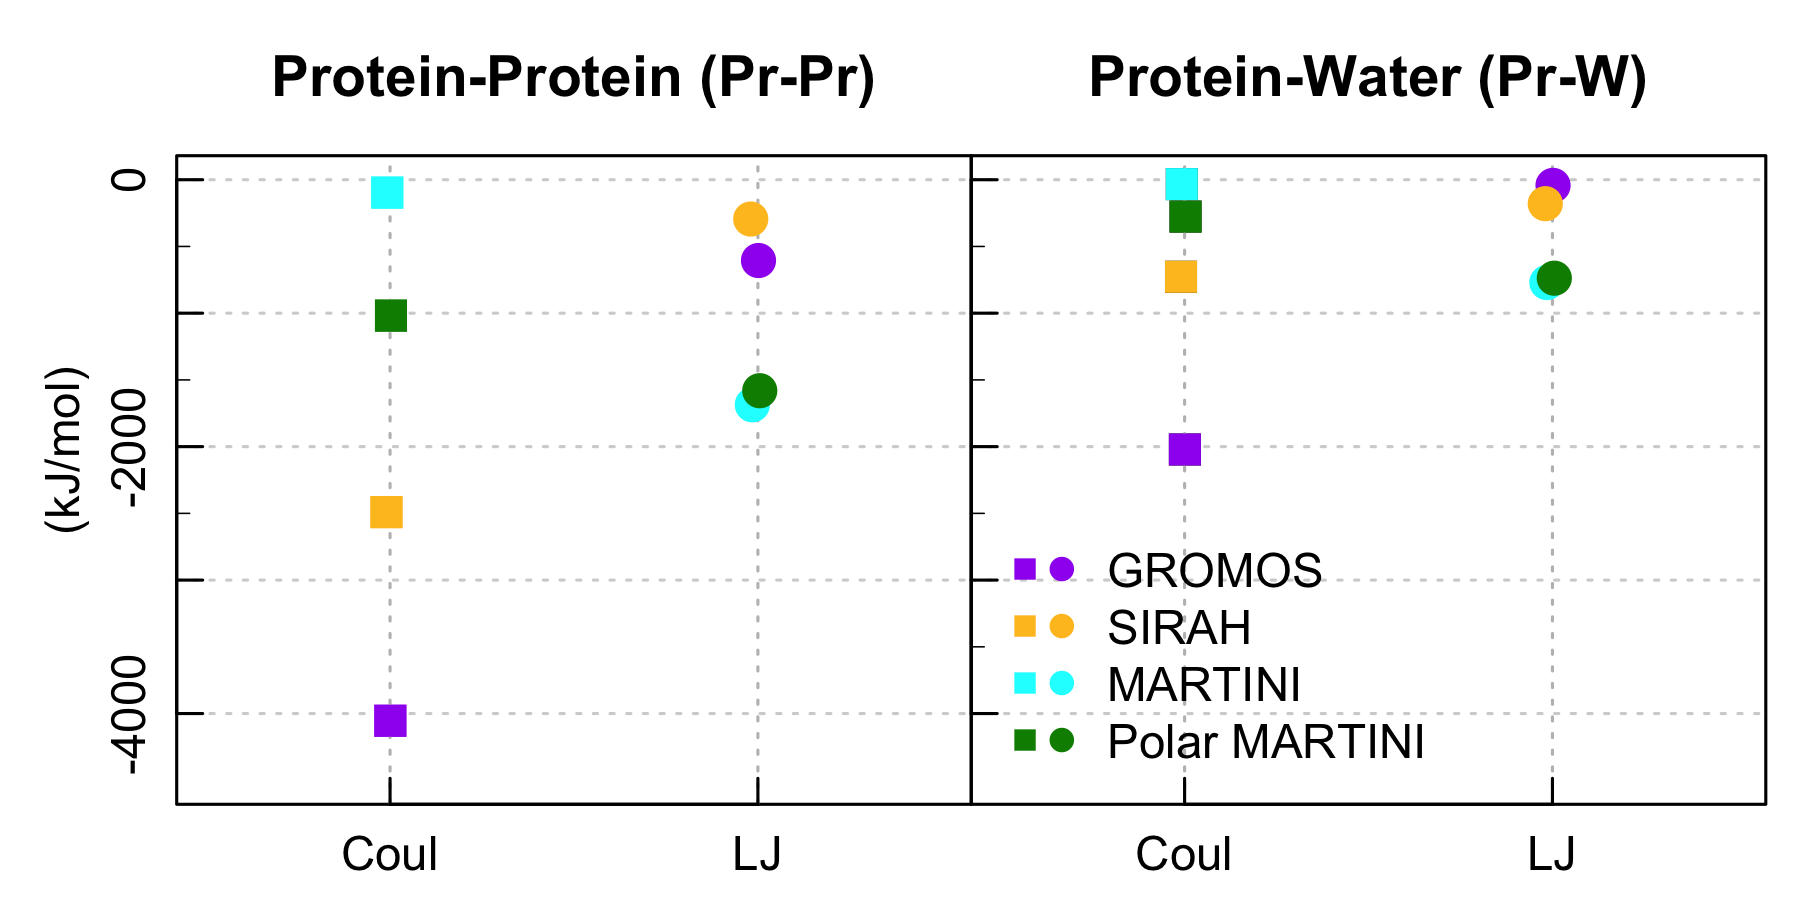 Protein-Protein (Pr-Pr)
Protein-Water (Pr-W)
(kJ/mol)
0
-2000
-4000
GROMOS
SIRAH
MARTINI
Polar MARTINI
Coul
LJ
Coul
LJ